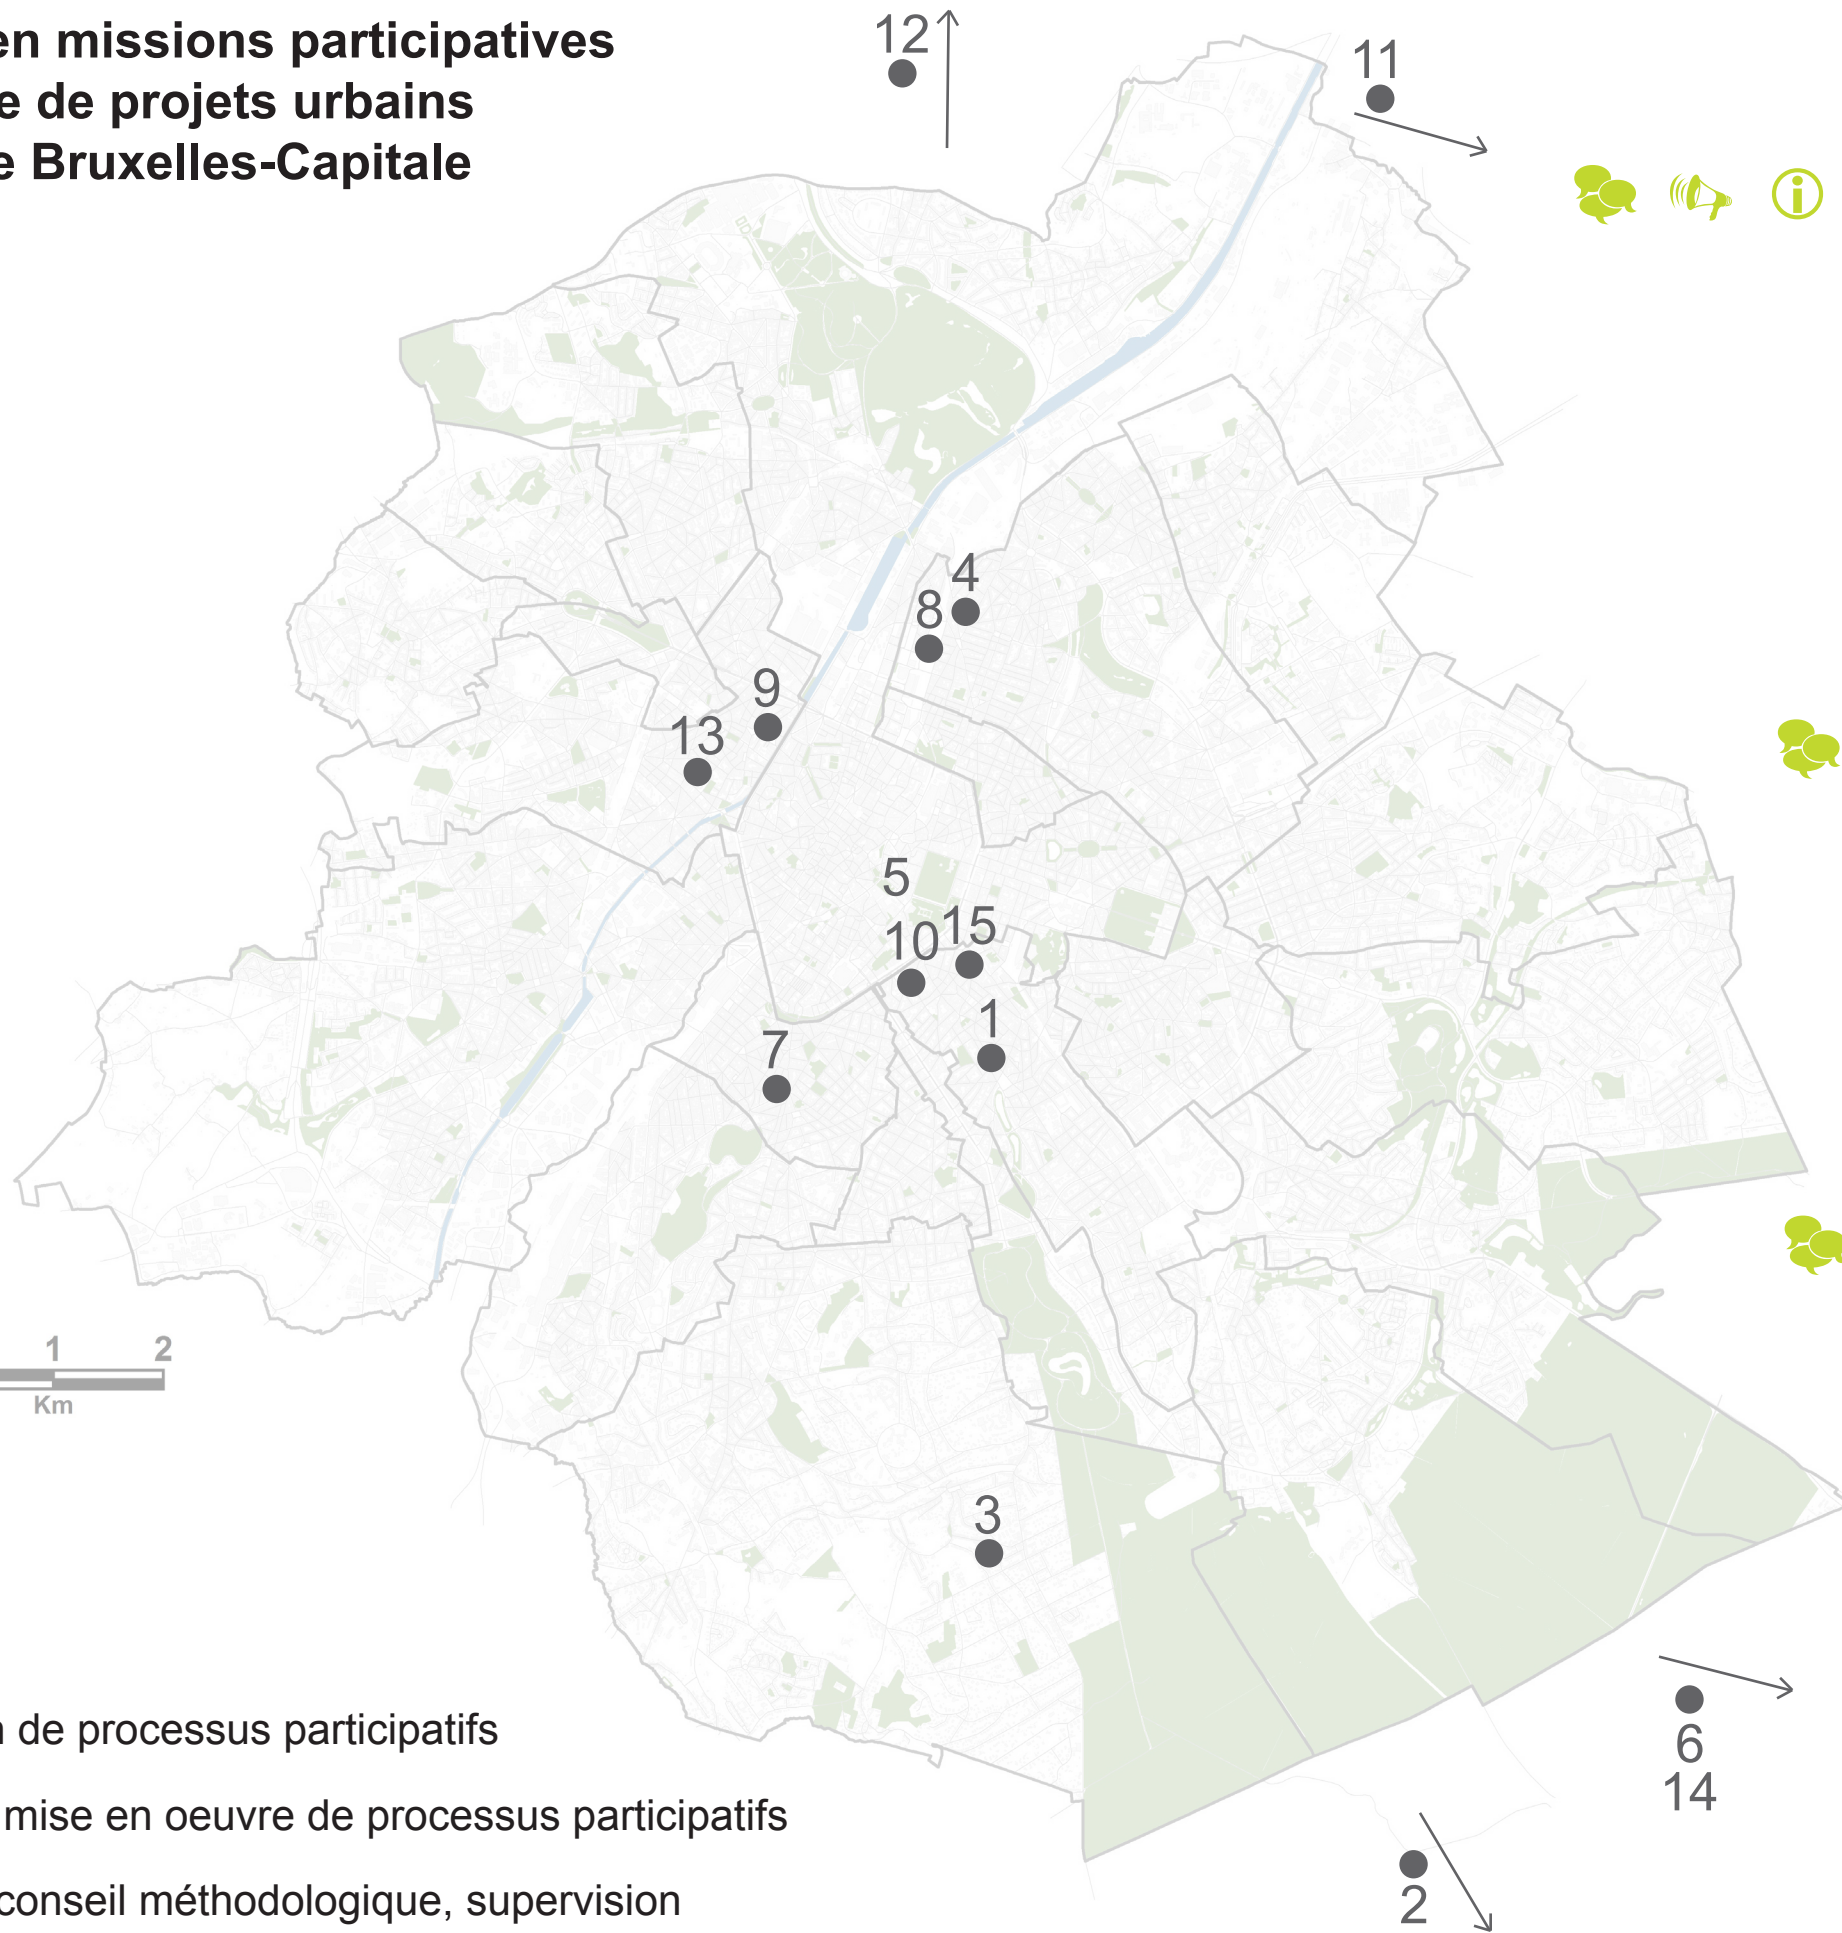 en missions participatives
e de projets urbains
e Bruxelles-Capitale
12
11
4
8
9
13
5
15
10
1
7
1 2
Km
3
n de processus participatifs
mise en oeuvre de processus participatifs
conseil méthodologique, supervision
6
14
2